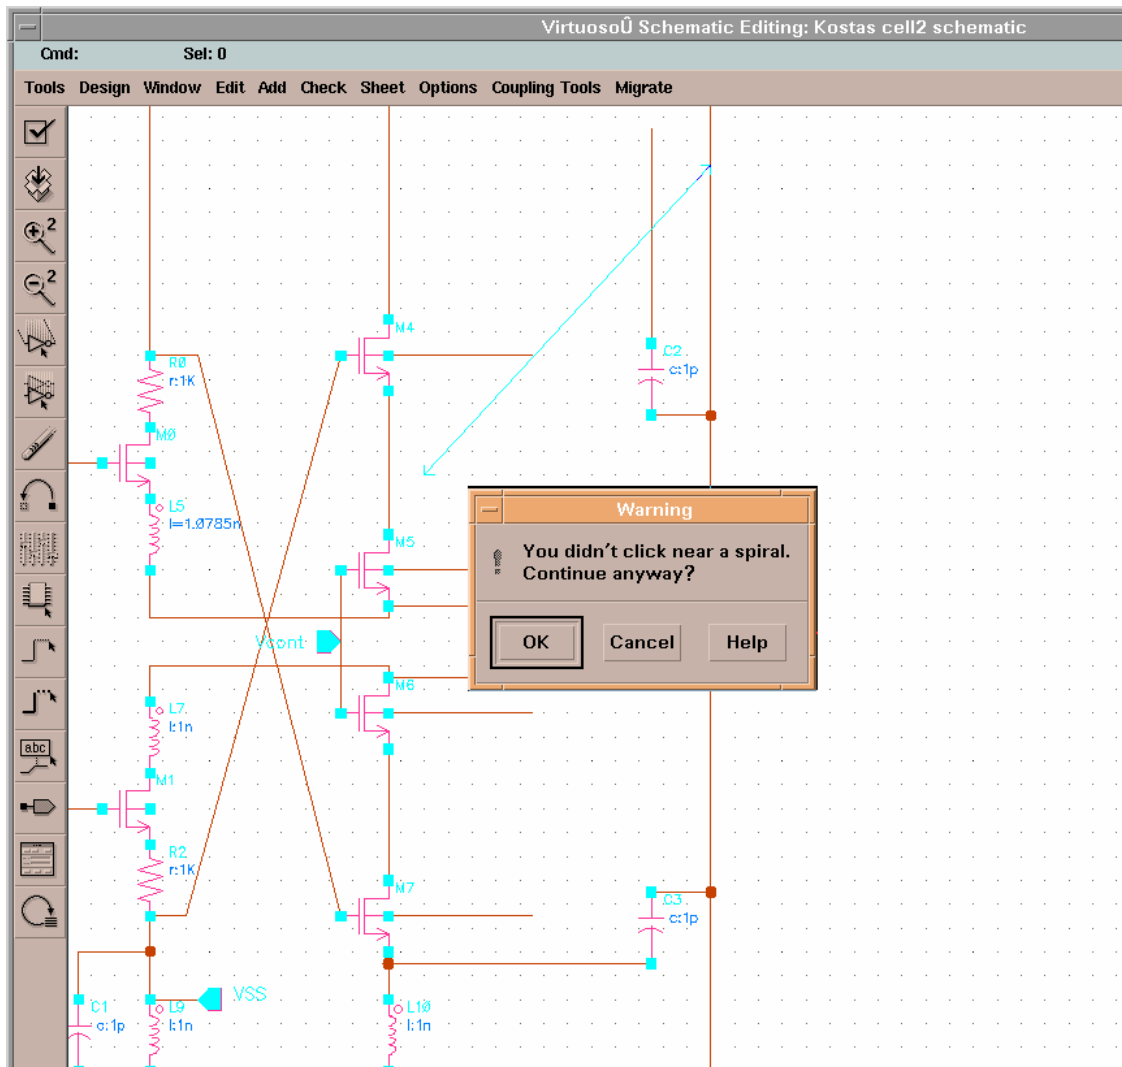 VirtuosoÛ Schematic Editing: Kostas cell2 schematic
Cmd: Sel: 0
Tools Design Window Edit Add Check Sheet Options Coupling Tools Migrate
2
2
abc
M4
R0
r:1K
C2
c:1p
M0
L5
l=1.0785n
M5
Warning
You didn't click near a spiral.
Continue anyway?
OK Cancel Help
Vcont
M6
L7
l:1n
M1
R2
r:1K
M7
C3
c:1p
VSS
C1
c:1p
L9
l:1n
L10
l:1n